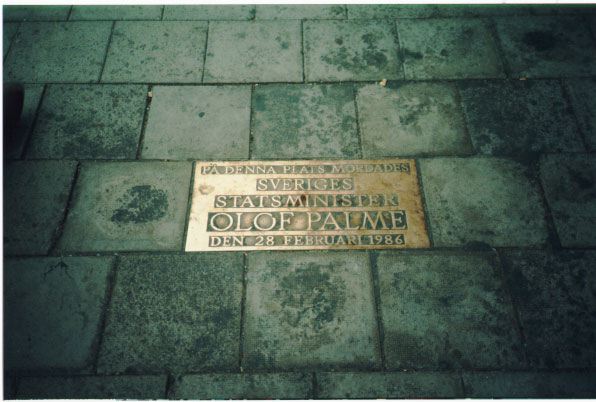 PÅ DENNA PLATS MÖRDADES
SVERIGES
STATSMINISTER
OLOF PALME
DEN 28 FEBRUARI 1986